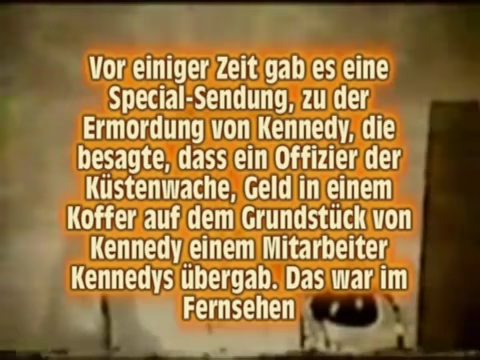 Vor einiger Zeit gab es eine
Special-Sendung, zu der
Ermordung von Kennedy, die
besagte, dass ein Offizier der
Küstenwache, Geld in einem
Koffer auf dem Grundstück von
Kennedy einem Mitarbeiter
Kennedys übergab. Das war im
Fernsehen